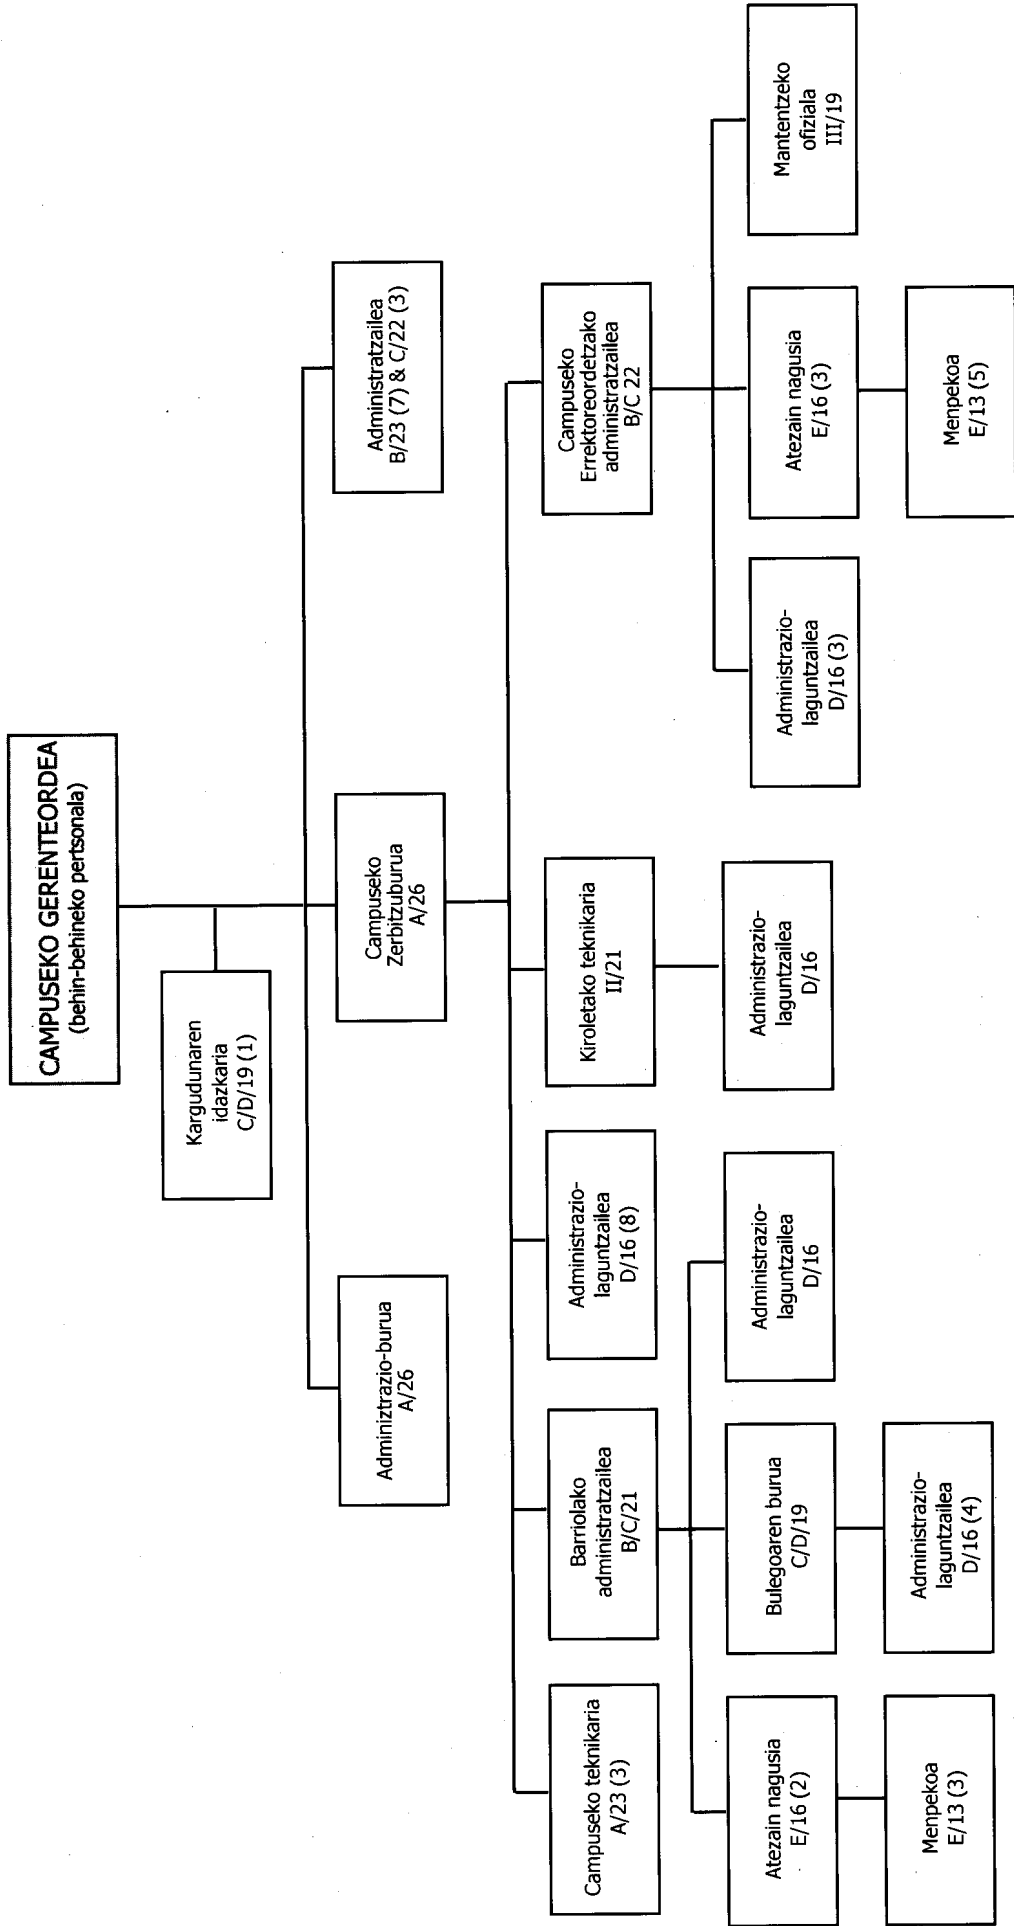 CAMPUSEKO GERENTEORDEA
(behin-behineko pertsonala)
Kargudunaren
idazkaria
C/D/19 (1)
Administrazio-burua
A/26
Campuseko
Zerbitzuburua
A/26
Administratzailea
B/23 (7) & C/22 (3)
Campuseko teknikaria
A/23 (3)
Barriolako
administratzailea
B/C/21
Administrazio-
laguntzailea
D/16 (8)
Kiroletako teknikaria
II/21
Campuseko
Errektoreordetzako
administratzailea
B/C 22
Atezain nagusia
E/16 (2)
Bulegoaren burua
C/D/19
Administrazio-
laguntzailea
D/16
Administrazio-
laguntzailea
D/16
Administrazio-
laguntzailea
D/16 (3)
Atezain nagusia
E/16 (3)
Mantentzeko
ofiziala
III/19
Menpekoa
E/13 (3)
Administrazio-
laguntzailea
D/16 (4)
Menpekoa
E/13 (5)